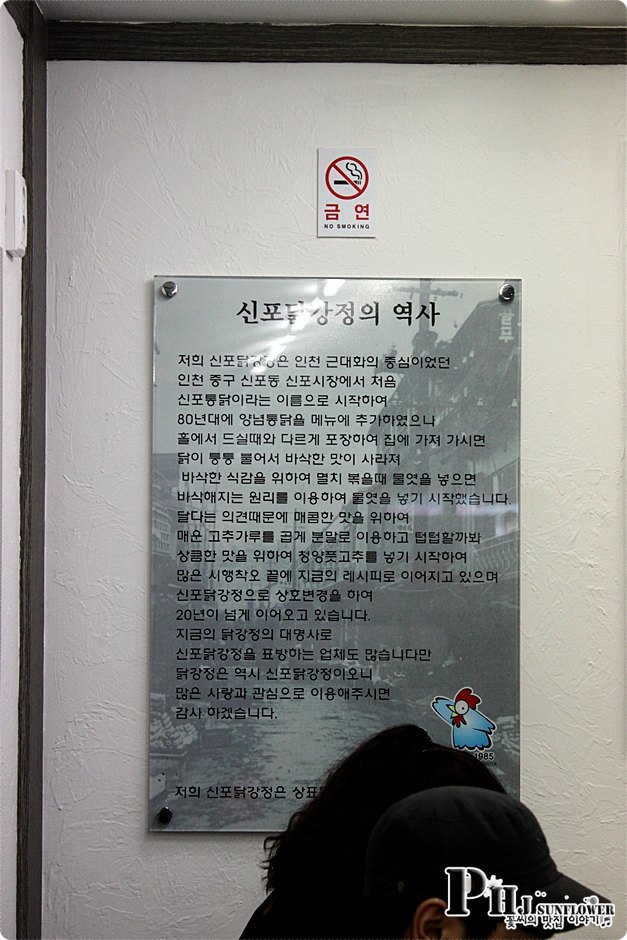 금 연
NO SMOKING
신포닭강정의 역사
저희 신포닭강정은 인천 근대화의 중심이었던
인천 중구 신포동 신포시장에서 처음
신포통닭이라는 이름으로 시작하여
80년대에 양념통닭을 메뉴에 추가하였으나
홀에서 드실때와 다르게 포장하여 집에 가져 가시면
닭이 퉁퉁 불어서 바삭한 맛이 사라져
바삭한 식감을 위하여 멸치 볶을때 물엿을 넣으면
바삭해지는 원리를 이용하여 물엿을 넣기 시작했습니다.
달다는 의견때문에 매콤한 맛을 위하여
매운 고추가루를 곱게 분말로 이용하고 텁텁할까봐
상큼한 맛을 위하여 청양풋고추를 넣기 시작하여
많은 시행착오 끝에 지금의 레시피로 이어지고 있으며
신포닭강정으로 상호변경을 하여
20년이 넘게 이어오고 있습니다.
지금의 닭강정의 대명사로
신포닭강정을 표방하는 업체도 많습니다만
닭강정은 역시 신포닭강정이오니
많은 사랑과 관심으로 이용해주시면
감사 하겠습니다.
1985
저희 신포닭강정은 상표
PHJ SUNFLOWER
꽃씨의 맛집 이야기